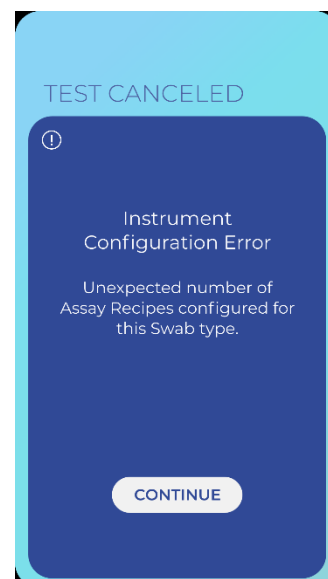 TEST CANCELED
Instrument
Configuration Error
Unexpected number of
Assay Recipes configured for
this Swab type.
CONTINUE